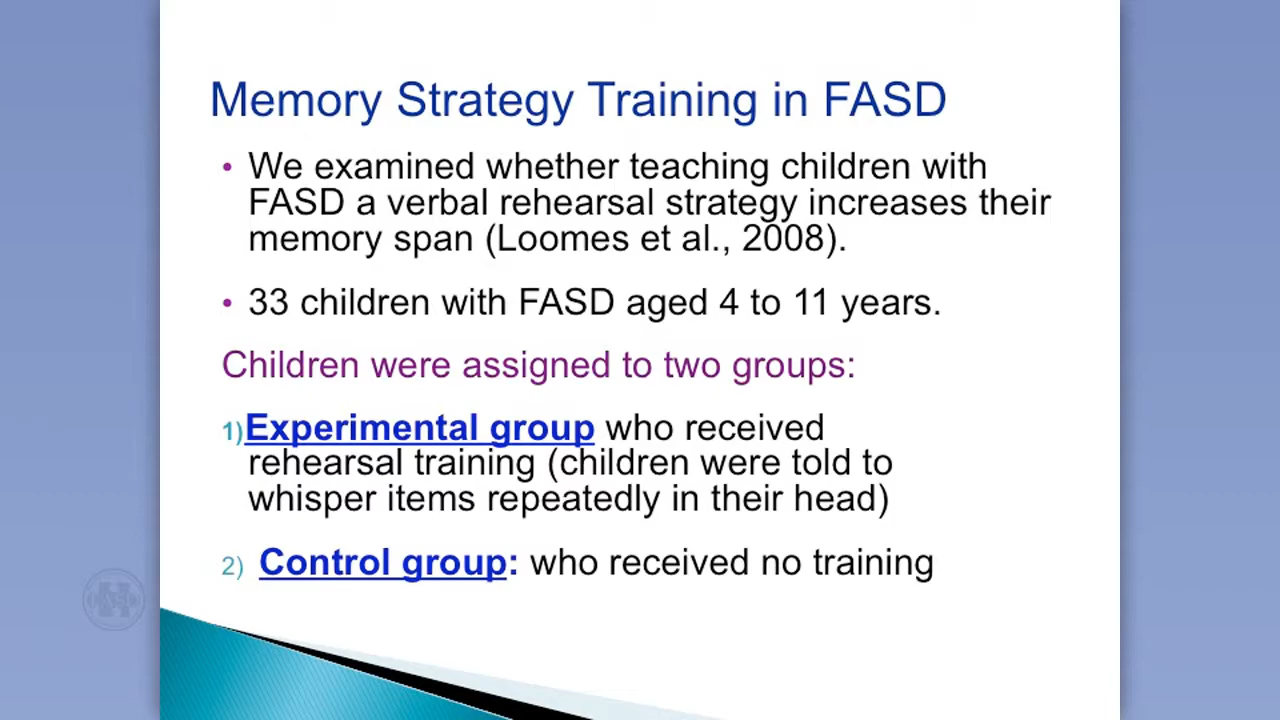 Memory Strategy Training in FASD
• We examined whether teaching children with
FASD a verbal rehearsal strategy increases their
memory span (Loomes et al., 2008).
• 33 children with FASD aged 4 to 11 years.
Children were assigned to two groups:
1)Experimental group who received
rehearsal training (children were told to
whisper items repeatedly in their head)
2) Control group: who received no training